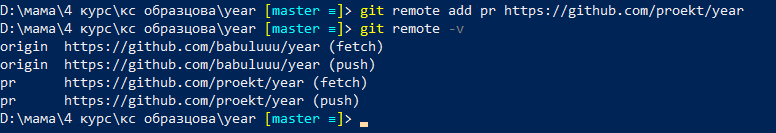 D:\мама\4 курс\кс образцова\year [master ≡]> git remote add pr https://github.com/proekt/year
D:\мама\4 курс\кс образцова\year [master ≡]> git remote -v
origin  https://github.com/babuluuu/year (fetch)
origin  https://github.com/babuluuu/year (push)
pr      https://github.com/proekt/year (fetch)
pr      https://github.com/proekt/year (push)
D:\мама\4 курс\кс образцова\year [master ≡]>